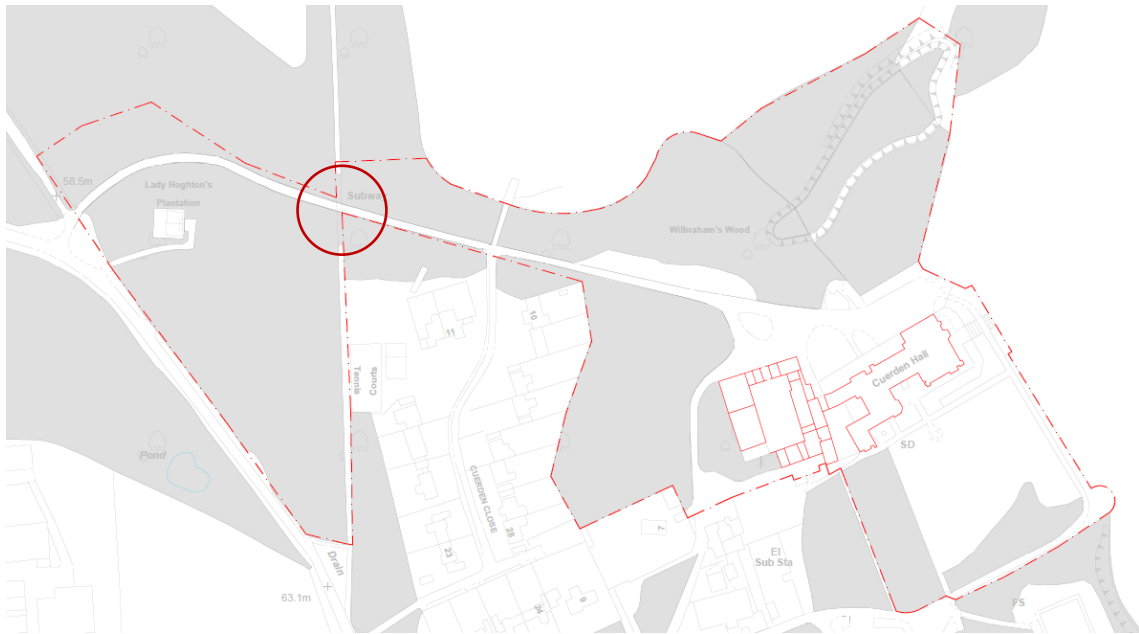 58.5m
Lady Hoghton's
Plantation
Subway
Wilbraham's Wood
11
10
Tennis
Courts
Cuerden Hall
SD
Pond
CUERDEN CLOSE
28
23
7
El
Sub Sta
Drain
63.1m
24
9
FS